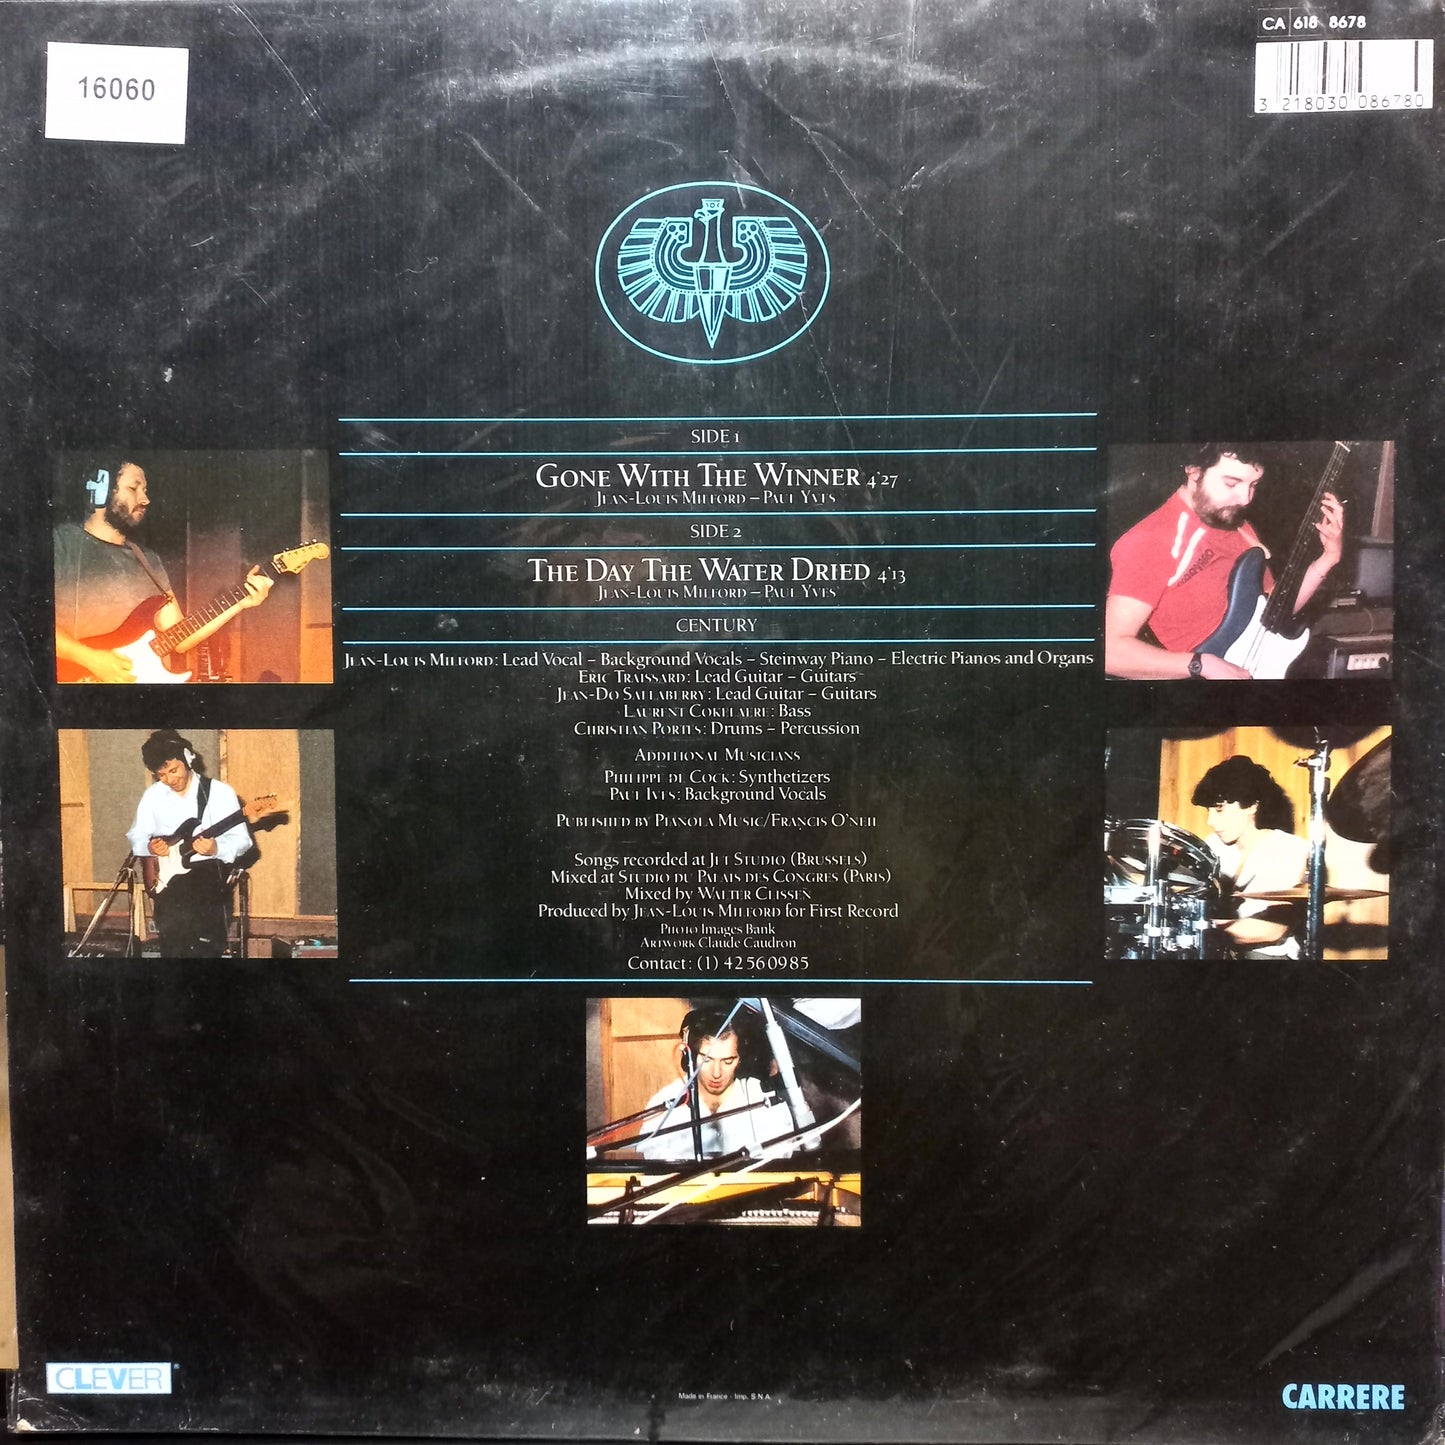 16060
CA 618 8678
3 218030 086780
SIDE 1
GONE WITH THE WINNER 4'27
JEAN-LOUIS MILFORD – PAUL YVES
SIDE 2
THE DAY THE WATER DRIED 4'13
JEAN-LOUIS MILFORD – PAUL YVES
CENTURY
JEAN-LOUIS MILFORD: Lead Vocal – Background Vocals – Steinway Piano – Electric Pianos and Organs
ERIC TRAISSARD: Lead Guitar – Guitars
JEAN-DO SALLABERRY: Lead Guitar – Guitars
LAURENT COKELAERE: Bass
CHRISTIAN PORTES: Drums – Percussion
ADDITIONAL MUSICIANS
PHILIPPE DE COCK: Synthetizers
PAUL IVES: Background Vocals
PUBLISHED BY PIANOLA MUSIC/FRANCIS O'NEIL
Songs recorded at JET STUDIO (BRUSSELS)
Mixed at STUDIO DU PALAIS DES CONGRES (PARIS)
Mixed by WALTER CLISSEN
Produced by JEAN-LOUIS MILFORD for First Record
PHOTO Images Bank
ARTWORK Claude Caudron
Contact: (1) 42560985
CLEVER
Made in France - Imp. S.N.A.
CARRERE